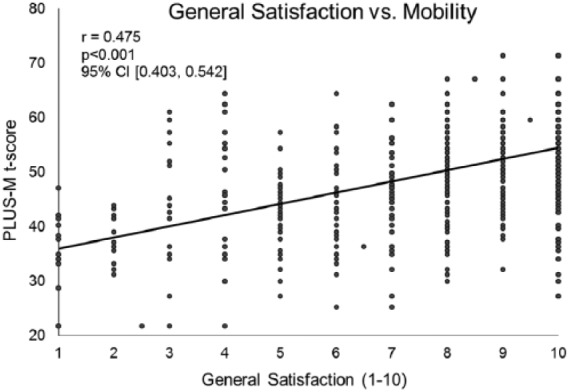 General Satisfaction vs. Mobility
r = 0.475
p<0.001
95% CI [0.403, 0.542]
PLUS-M t-score
80
70
60
50
40
30
20
1 2 3 4 5 6 7 8 9 10
General Satisfaction (1-10)